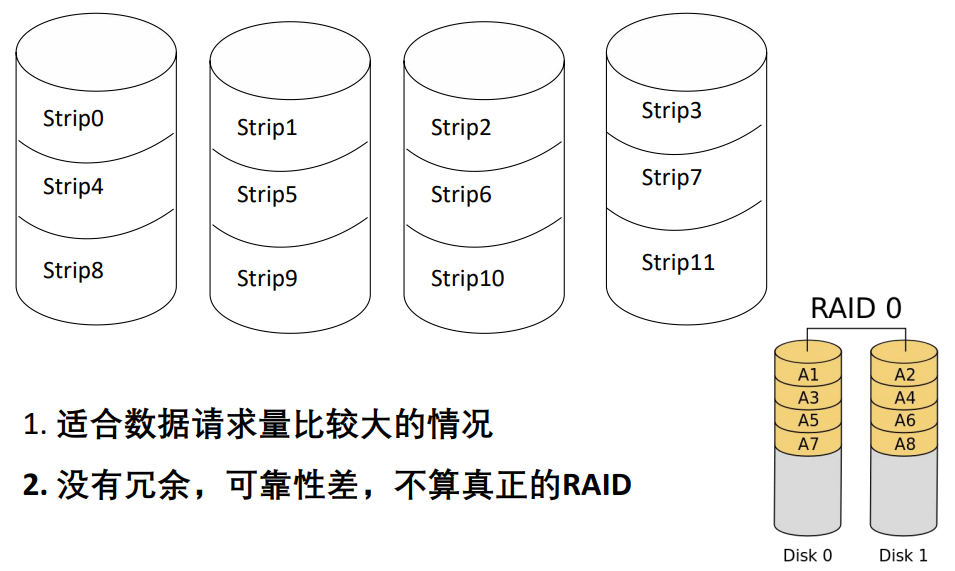 Strip0
Strip1
Strip2
Strip3
Strip4
Strip5
Strip6
Strip7
Strip8
Strip9
Strip10
Strip11
RAID 0
A1
A2
A3
A4
A5
A6
A7
A8
Disk 0
Disk 1
1. 适合数据请求量比较大的情况
2. 没有冗余，可靠性差，不算真正的RAID